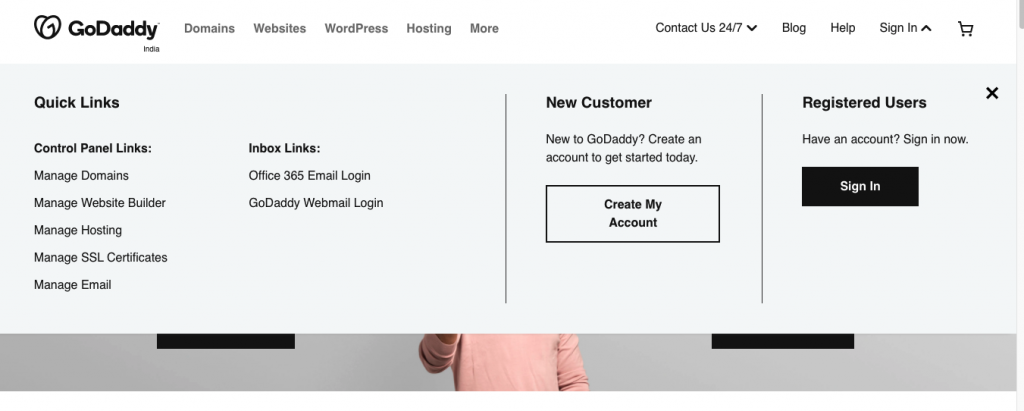 GoDaddy
India
Domains
Websites
WordPress
Hosting
More
Contact Us 24/7
Blog
Help
Sign In
Quick Links
Control Panel Links:
Manage Domains
Manage Website Builder
Manage Hosting
Manage SSL Certificates
Manage Email
Inbox Links:
Office 365 Email Login
GoDaddy Webmail Login
New Customer
New to GoDaddy? Create an
account to get started today.
Create My
Account
Registered Users
Have an account? Sign in now.
Sign In